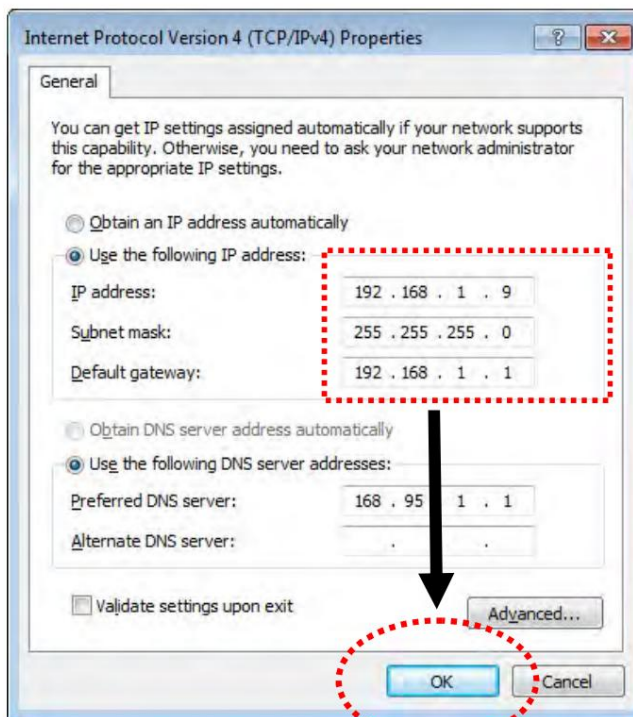 Internet Protocol Version 4 (TCP/IPv4) Properties
General
You can get IP settings assigned automatically if your network supports
this capability. Otherwise, you need to ask your network administrator
for the appropriate IP settings.
Obtain an IP address automatically
Use the following IP address:
IP address: 192 . 168 . 1 . 9
Subnet mask: 255 . 255 . 255 . 0
Default gateway: 192 . 168 . 1 . 1
Obtain DNS server address automatically
Use the following DNS server addresses:
Preferred DNS server: 168 . 95 1 . 1
Alternate DNS server: . .
Validate settings upon exit
Advanced...
OK Cancel